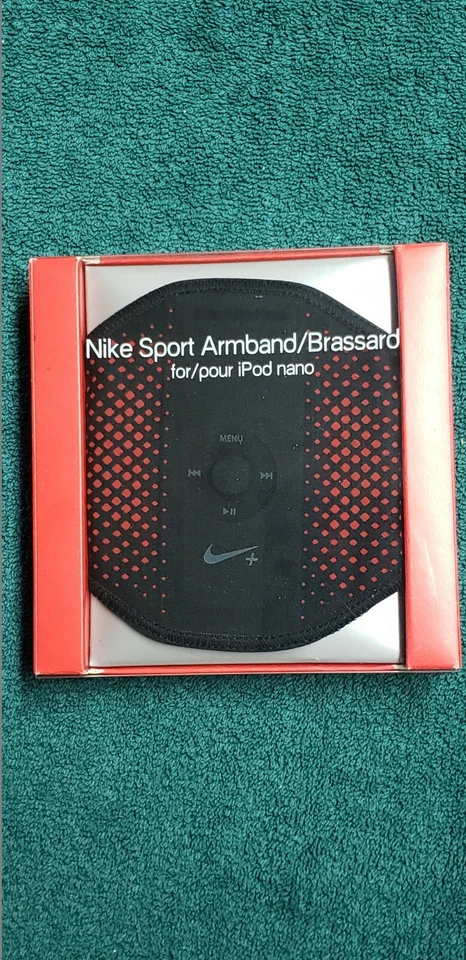 Nike Sport Armband/Brassard
for/pour iPod nano
MENU
+